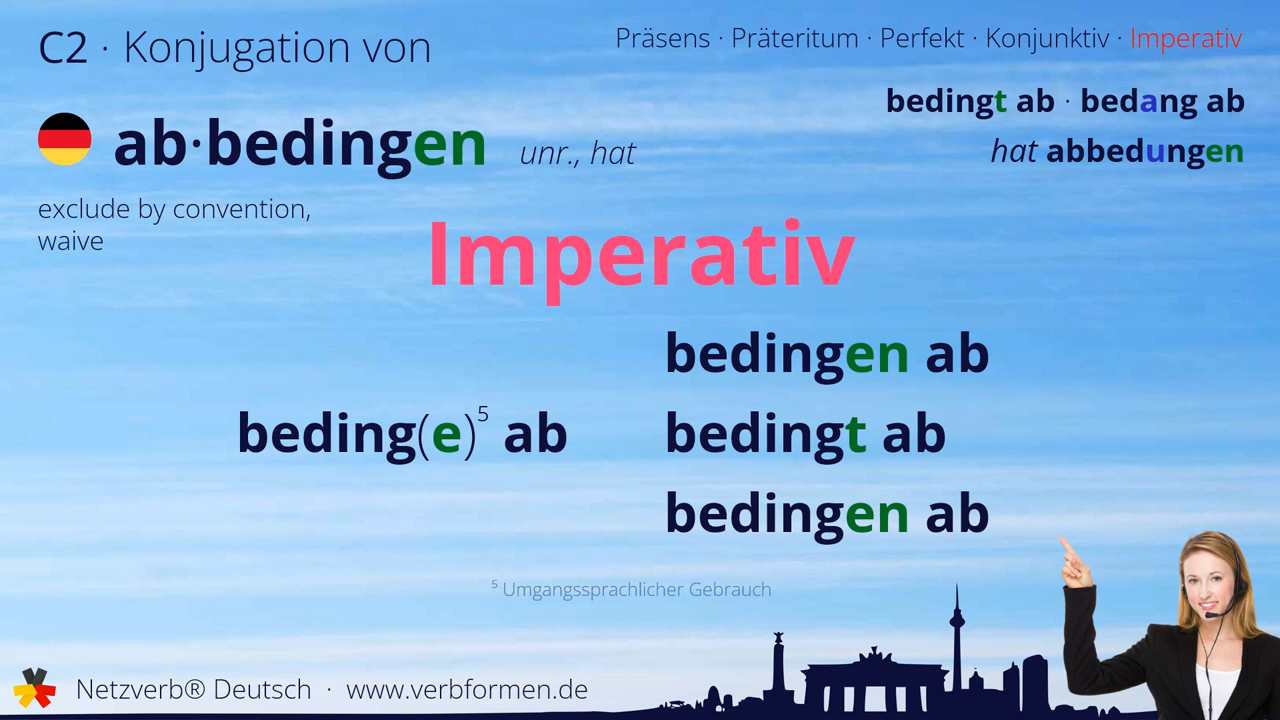 C2 · Konjugation von
Präsens · Präteritum · Perfekt · Konjunktiv · Imperativ
ab·bedingen unr., hat
bedingt ab · bedang ab
hat abbedungen
exclude by convention,
waive
Imperativ
bedingen ab
beding(e)⁵ ab bedingt ab
bedingen ab
⁵ Umgangssprachlicher Gebrauch
Netzverb® Deutsch · www.verbformen.de